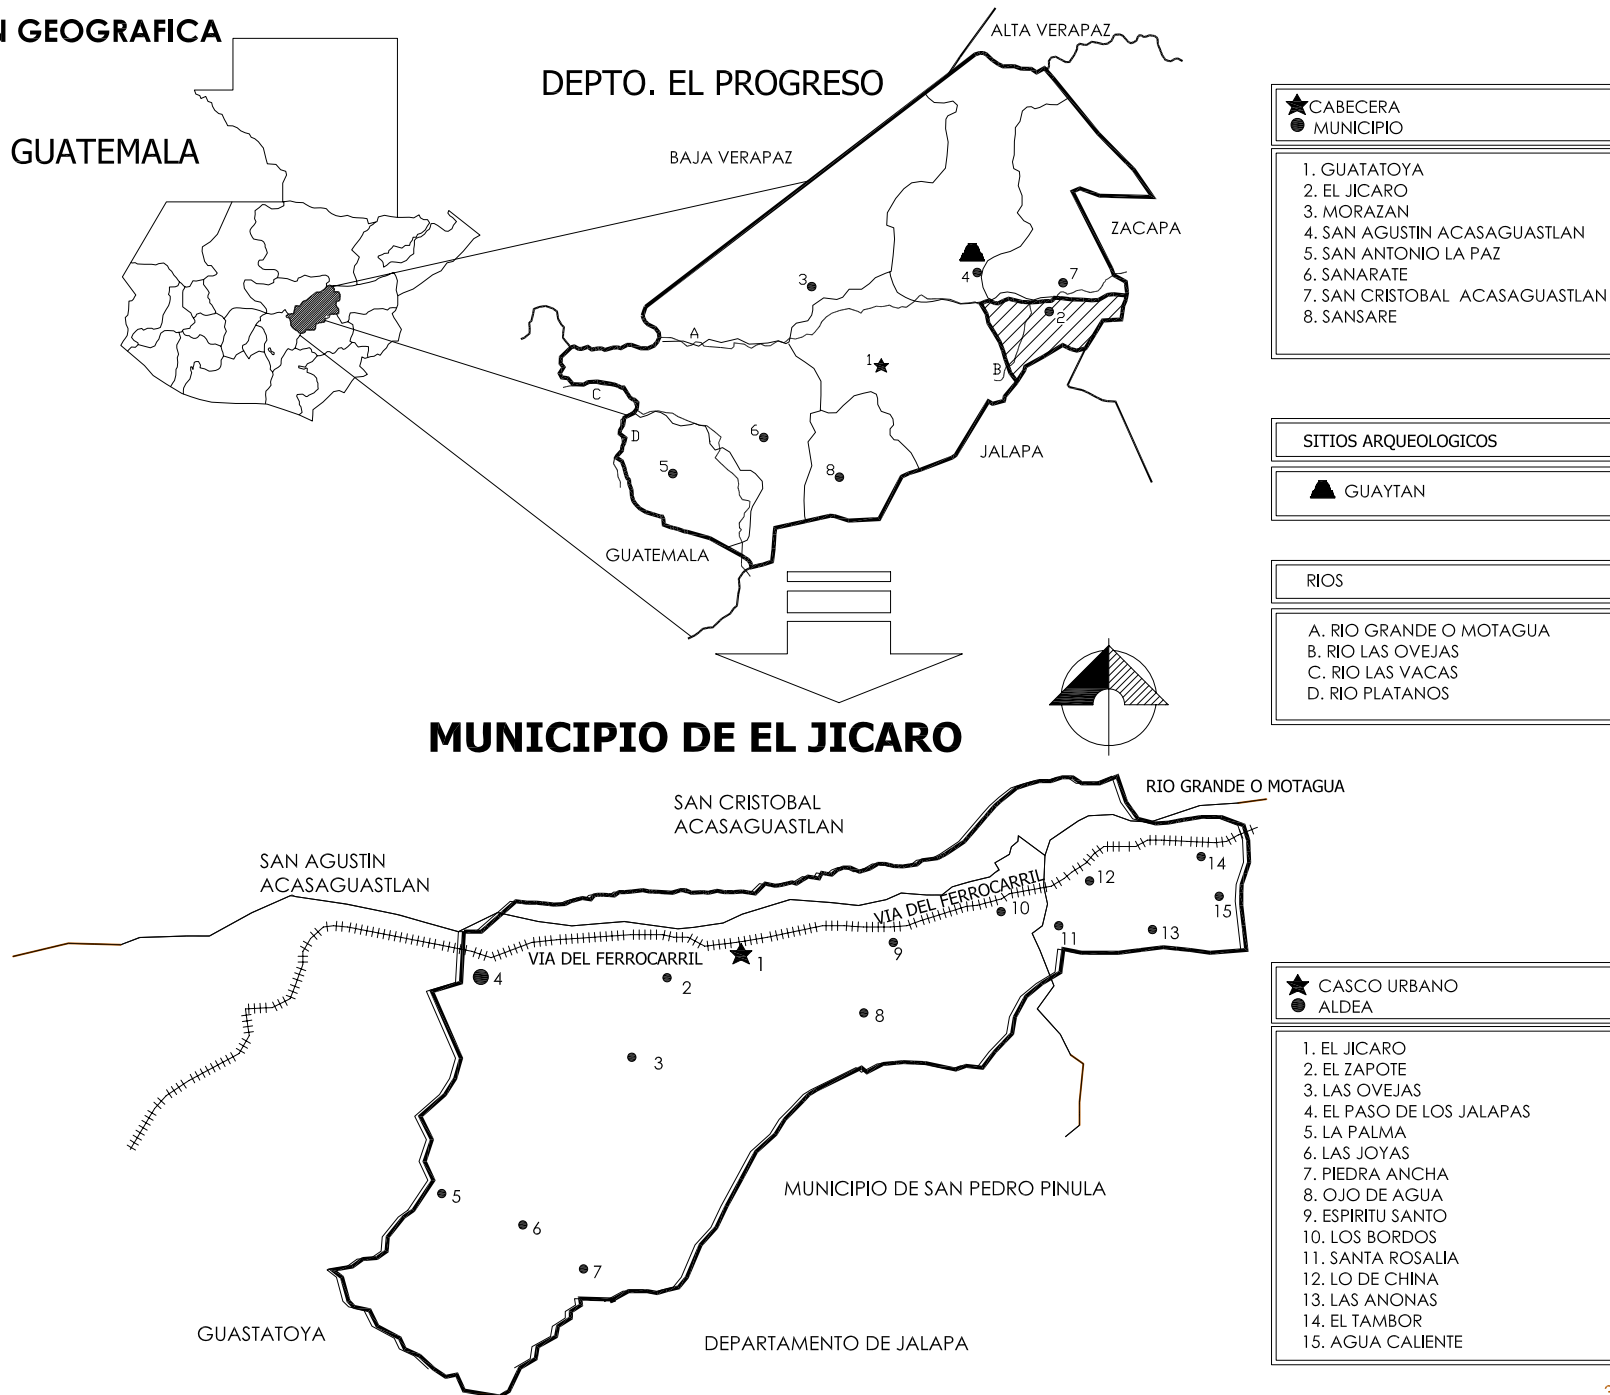 N GEOGRAFICA
GUATEMALA
DEPTO. EL PROGRESO
ALTA VERAPAZ
BAJA VERAPAZ
ZACAPA
JALAPA
GUATEMALA
3
4
7
2
A
1
B
C
D
6
5
8
CABECERA
MUNICIPIO
1. GUATATOYA
2. EL JICARO
3. MORAZAN
4. SAN AGUSTIN ACASAGUASTLAN
5. SAN ANTONIO LA PAZ
6. SANARATE
7. SAN CRISTOBAL ACASAGUASTLAN
8. SANSARE
SITIOS ARQUEOLOGICOS
GUAYTAN
RIOS
A. RIO GRANDE O MOTAGUA
B. RIO LAS OVEJAS
C. RIO LAS VACAS
D. RIO PLATANOS
MUNICIPIO DE EL JICARO
SAN CRISTOBAL
ACASAGUASTLAN
RIO GRANDE O MOTAGUA
SAN AGUSTIN
ACASAGUASTLAN
VIA DEL FERROCARRIL
VIA DEL FERROCARRIL
14
12
15
10
11
13
9
1
2
4
8
3
5
6
7
MUNICIPIO DE SAN PEDRO PINULA
GUASTATOYA
DEPARTAMENTO DE JALAPA
CASCO URBANO
ALDEA
1. EL JICARO
2. EL ZAPOTE
3. LAS OVEJAS
4. EL PASO DE LOS JALAPAS
5. LA PALMA
6. LAS JOYAS
7. PIEDRA ANCHA
8. OJO DE AGUA
9. ESPIRITU SANTO
10. LOS BORDOS
11. SANTA ROSALIA
12. LO DE CHINA
13. LAS ANONAS
14. EL TAMBOR
15. AGUA CALIENTE